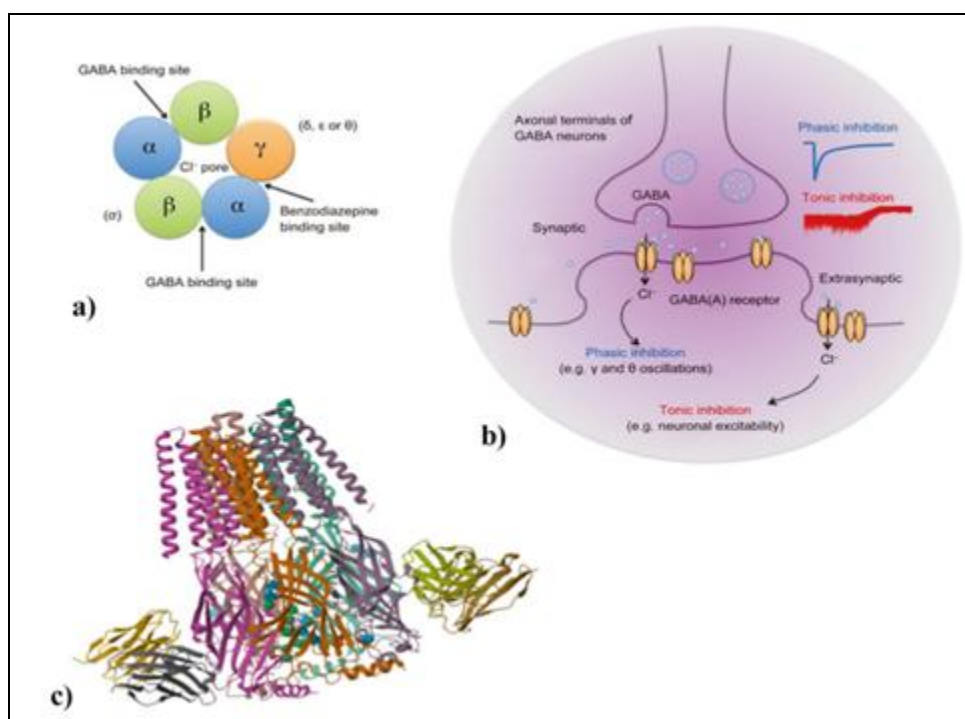 GABA binding site
β
(δ, ε or θ)
α
γ
Cl⁻ pore
β
α
(σ)
Benzodiazepine
binding site
GABA binding site
a)
Axonal terminals of
GABA neurons
Phasic inhibition
GABA
Tonic inhibition
Synaptic
Extrasynaptic
Cl⁻
GABA(A) receptor
Cl⁻
Phasic inhibition
(e.g. γ and θ oscillations)
Tonic inhibition
(e.g. neuronal excitability)
b)
c)